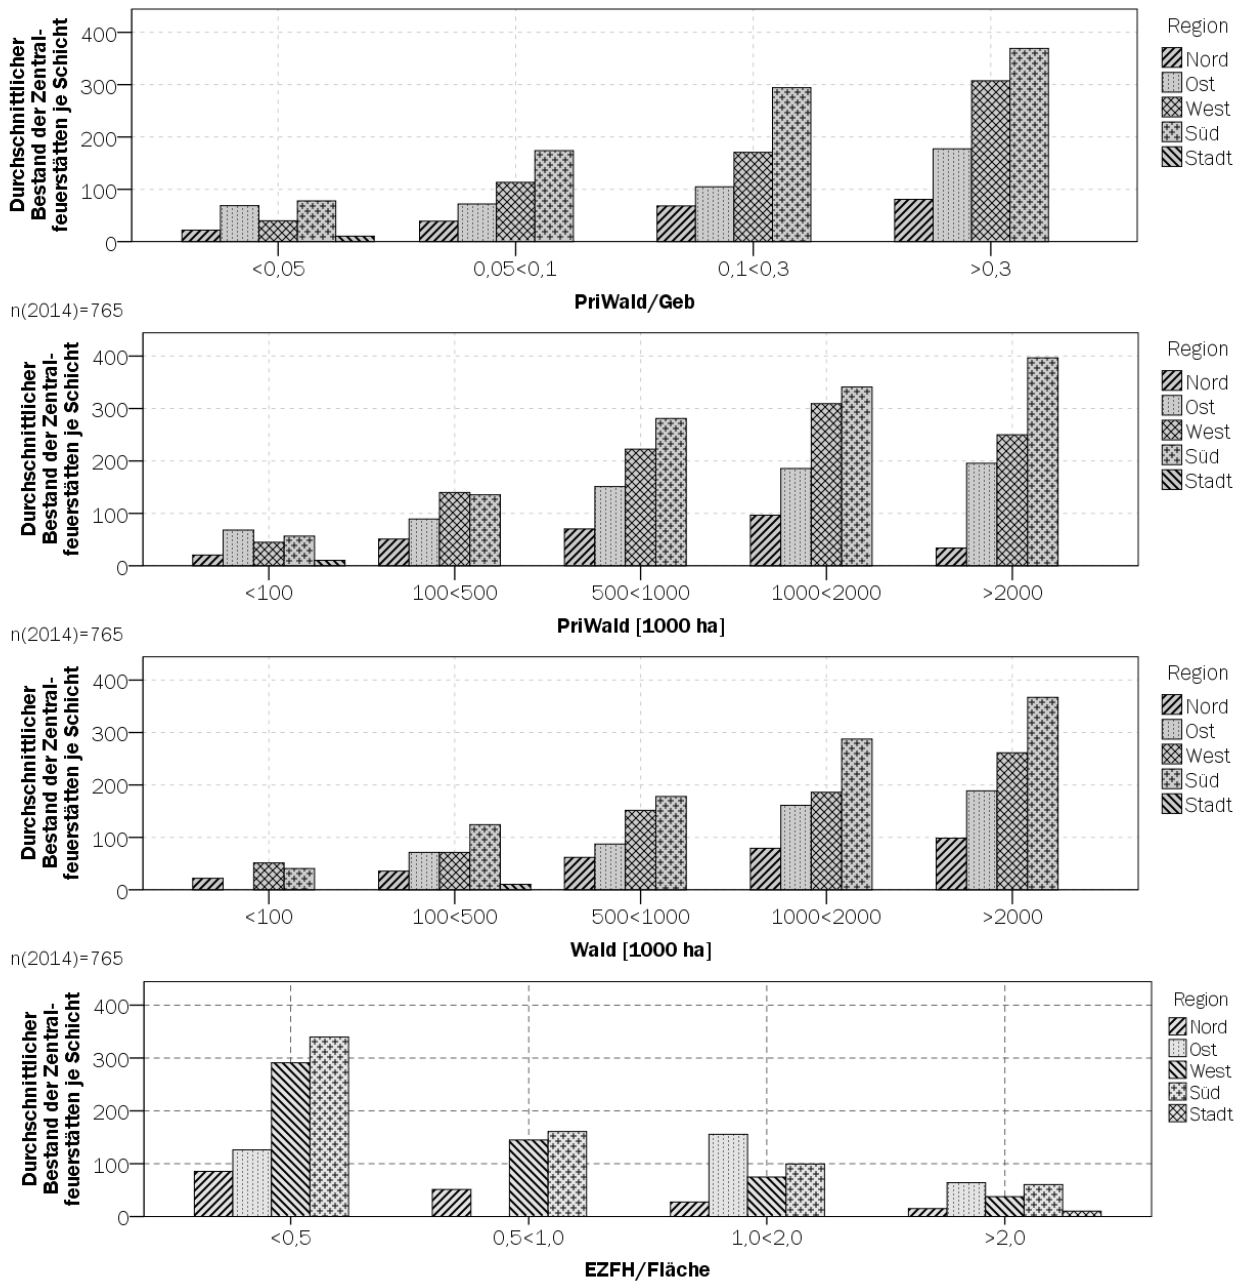 Durchschnittlicher
Bestand der Zentral-
feuerstätten je Schicht
400
300
200
100
0
<0,05
0,05<0,1
0,1<0,3
>0,3
PriWald/Geb
Region
Nord
Ost
West
Süd
Stadt
n(2014)=765
Durchschnittlicher
Bestand der Zentral-
feuerstätten je Schicht
400
300
200
100
0
<100
100<500
500<1000
1000<2000
>2000
PriWald [1000 ha]
Region
Nord
Ost
West
Süd
Stadt
n(2014)=765
Durchschnittlicher
Bestand der Zentral-
feuerstätten je Schicht
400
300
200
100
0
<100
100<500
500<1000
1000<2000
>2000
Wald [1000 ha]
Region
Nord
Ost
West
Süd
Stadt
n(2014)=765
Durchschnittlicher
Bestand der Zentral-
feuerstätten je Schicht
400
300
200
100
0
<0,5
0,5<1,0
1,0<2,0
>2,0
EZFH/Fläche
Region
Nord
Ost
West
Süd
Stadt